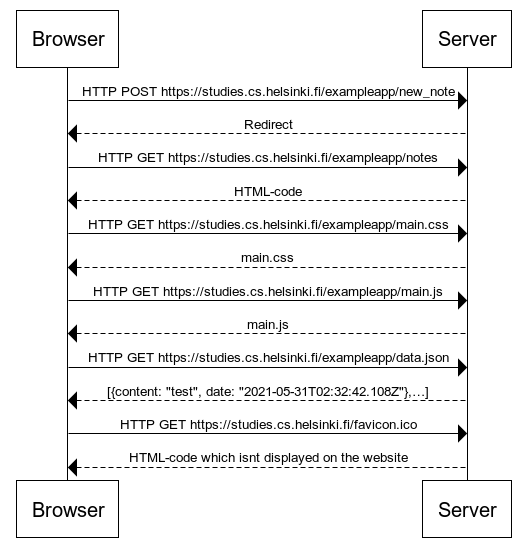 Browser
Server
HTTP POST https://studies.cs.helsinki.fi/exampleapp/new_note
Redirect
HTTP GET https://studies.cs.helsinki.fi/exampleapp/notes
HTML-code
HTTP GET https://studies.cs.helsinki.fi/exampleapp/main.css
main.css
HTTP GET https://studies.cs.helsinki.fi/exampleapp/main.js
main.js
HTTP GET https://studies.cs.helsinki.fi/exampleapp/data.json
[{content: "test", date: "2021-05-31T02:32:42.108Z"},...]
HTTP GET https://studies.cs.helsinki.fi/favicon.ico
HTML-code which isnt displayed on the website
Browser
Server